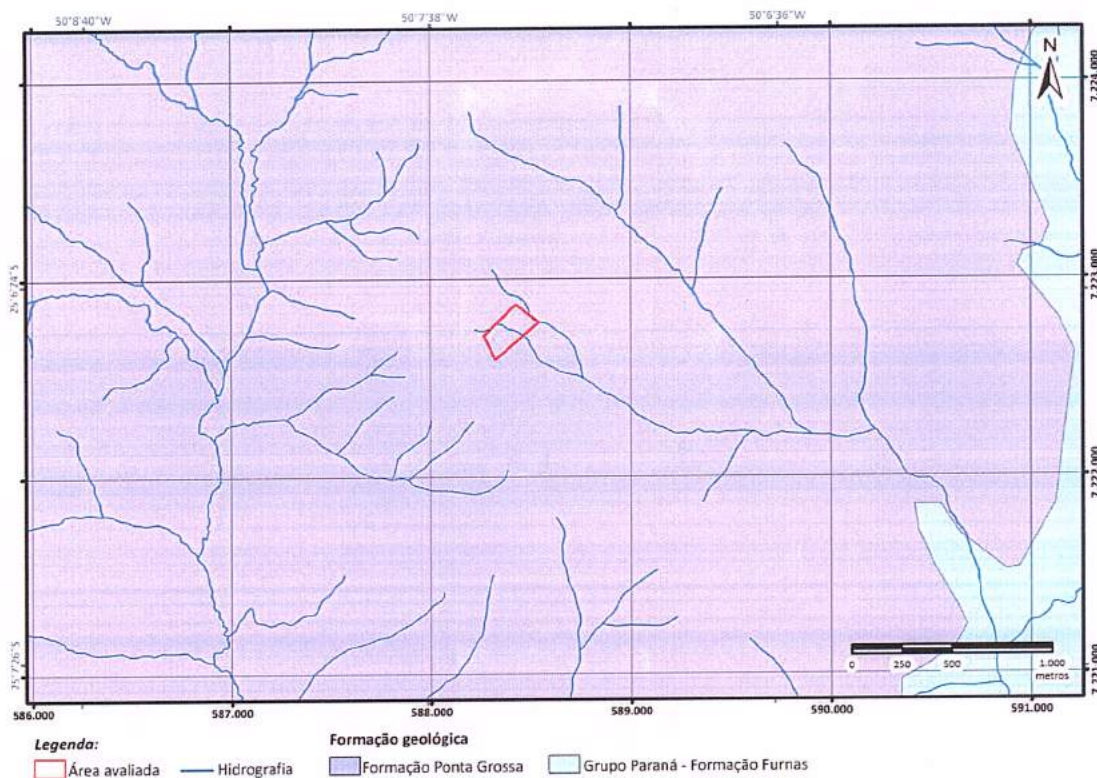 50°8'40"W 50°7'38"W 50°6'36"W
N
7.224.000
7.223.000
25°6'24"S
7.222.000
25°7'26"S
7.221.000
0 250 500 1.000
metros
586.000 587.000 588.000 589.000 590.000 591.000
Legenda: Formação geológica
Área avaliada Hidrografia Formação Ponta Grossa Grupo Paraná - Formação Furnas